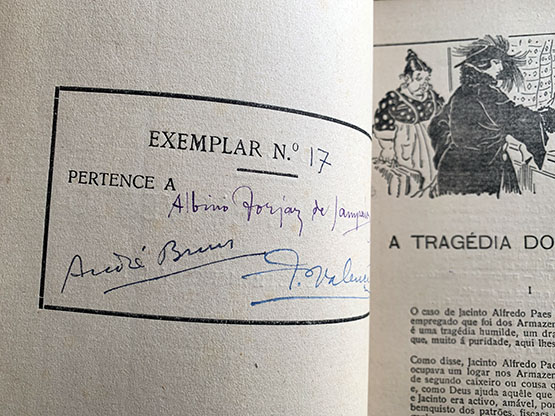 EXEMPLAR N.º 17
PERTENCE A
Albino Forjaz de Sampaio
André Brun
F. Valença
A TRAGÉDIA DO
I
O caso de Jacinto Alfredo Paes
empregado que foi dos Armazen
é uma tragédia humilde, um dra
que, muito á puridade, aqui lhes
Como disse, Jacinto Alfredo Paes
ocupava um logar nos Armazen
de segundo caixeiro ou cousa q
e, como Deus ajuda aquêle que
e Jacinto era activo, amável, po
bemquisto dos patrões, fiscali